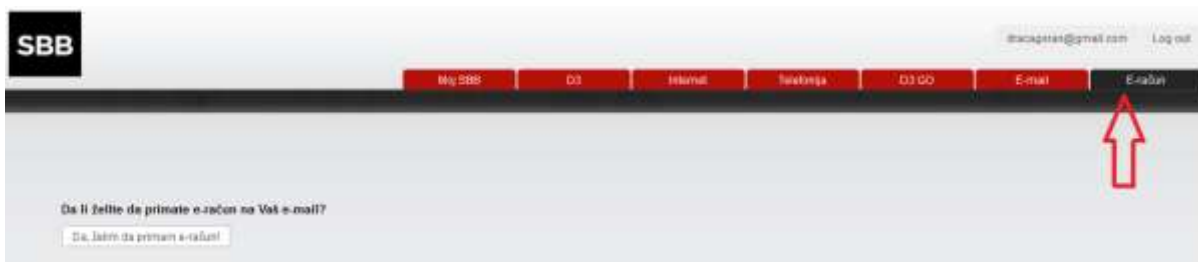 SBB
Log out
Moj SBB D3 Internet Telefonija D3 GO E-mail E-račun
Da li želite da primate e-račun na Vaš e-mail?
Da, želim da primam e-račun!